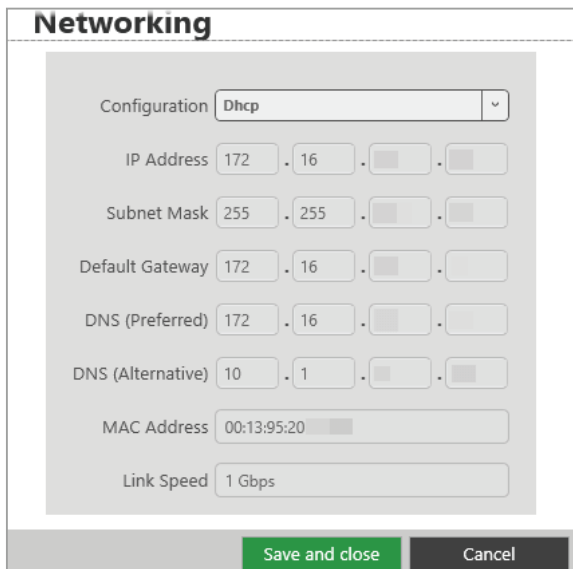 Networking
Configuration Dhcp
IP Address 172 . 16 . .
Subnet Mask 255 . 255 . .
Default Gateway 172 . 16 . .
DNS (Preferred) 172 . 16 . .
DNS (Alternative) 10 . 1 . .
MAC Address 00:13:95:20
Link Speed 1 Gbps
Save and close Cancel